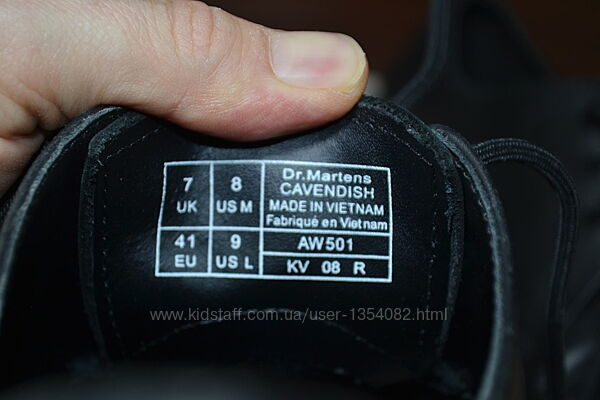 7
UK
8
US M
41
EU
9
US L
Dr.Martens
CAVENDISH
MADE IN VIETNAM
Fabriqué en Vietnam
AW501
KV 08 R
www.kidstaff.com.ua/user-1354082.html